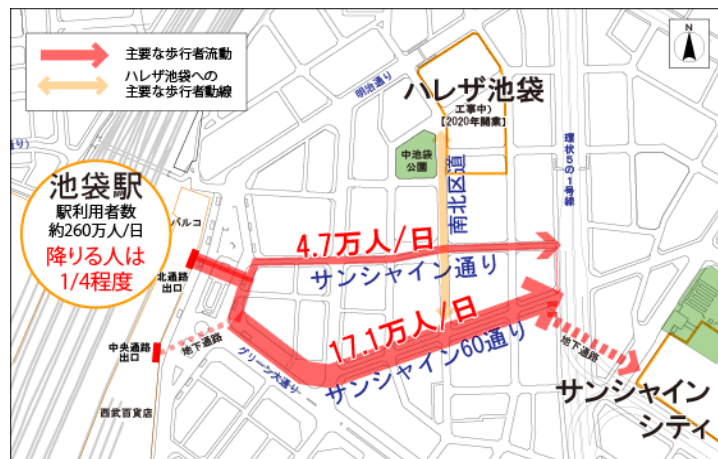 主要な歩行者流動
ハレザ池袋への
主要な歩行者動線
N
明治通り
ハレザ池袋
工事中)
【2020年開業】
環状5の1号線
中池袋
公園
南北区道
池袋駅
駅利用者数
約260万人/日
降りる人は
1/4程度
パルコ
北通路
出口
4.7万人/日
サンシャイン通り
17.1万人/日
サンシャイン60通り
中央通路
出口
地下通路
グリーン大通り
地下通路
西武百貨店
サンシャイン
シティ